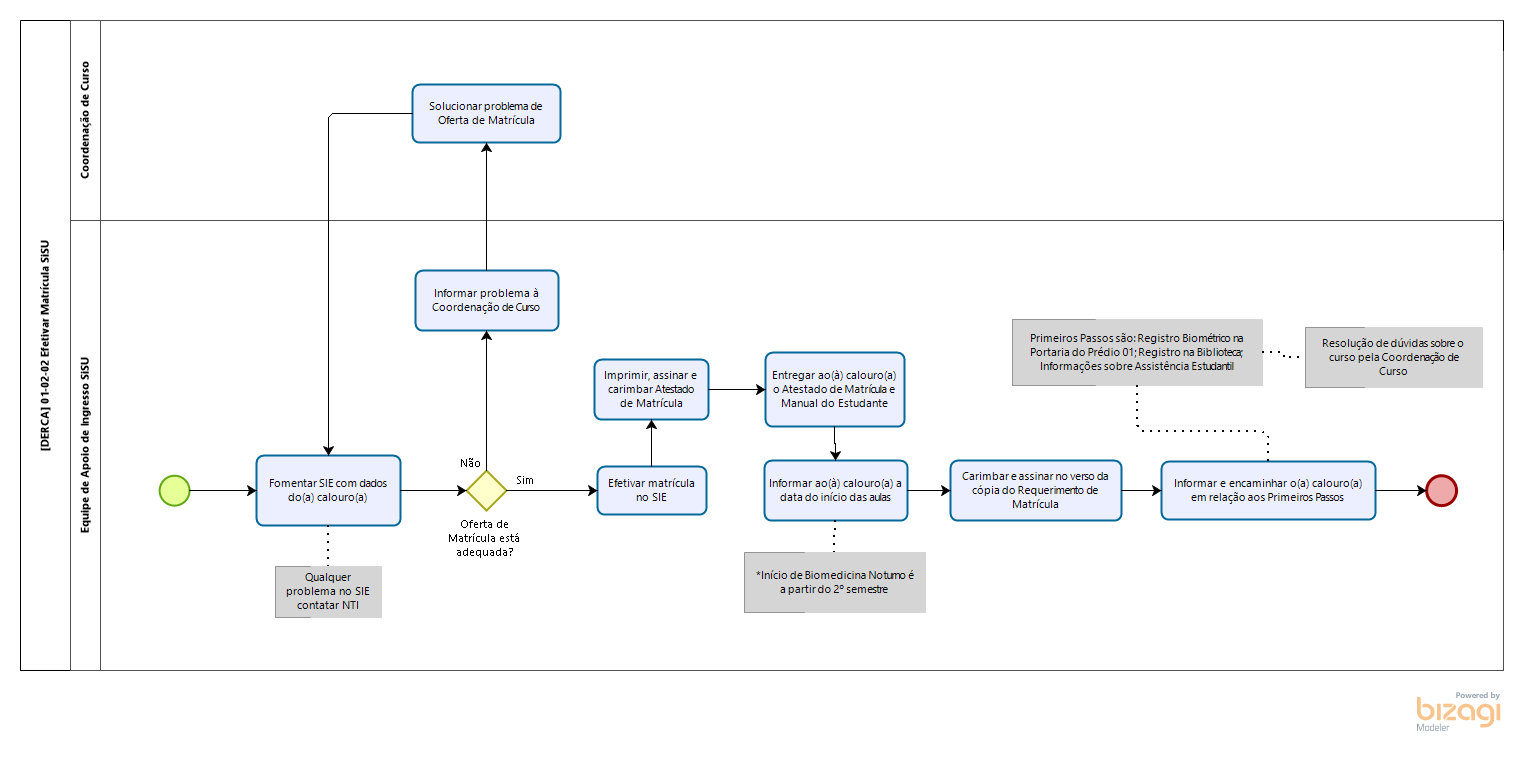 [DERCA] 01-02-02 Efetivar Matrícula SiSU
Coordenação de Curso
Solucionar problema de
Oferta de Matrícula
Equipe de Apoio de Ingresso SiSU
Informar problema à
Coordenação de Curso
Não
Sim
Fomentar SIE com dados
do(a) calouro(a)
Oferta de
Matrícula está
adequada?
Qualquer
problema no SIE
contatar NTI
Efetivar matrícula
no SIE
Imprimir, assinar e
carimbar Atestado
de Matrícula
Entregar ao(à) calouro(a)
o Atestado de Matrícula e
Manual do Estudante
Informar ao(à) calouro(a) a
data do início das aulas
*Início de Biomedicina Noturno é
a partir do 2º semestre
Carimbar e assinar no verso da
cópia do Requerimento de
Matrícula
Informar e encaminhar o(a) calouro(a)
em relação aos Primeiros Passos
Primeiros Passos são: Registro Biométrico na
Portaria do Prédio 01; Registro na Biblioteca;
Informações sobre Assistência Estudantil
Resolução de dúvidas sobre o
curso pela Coordenação de
Curso
Powered by
bizagi
Modeler